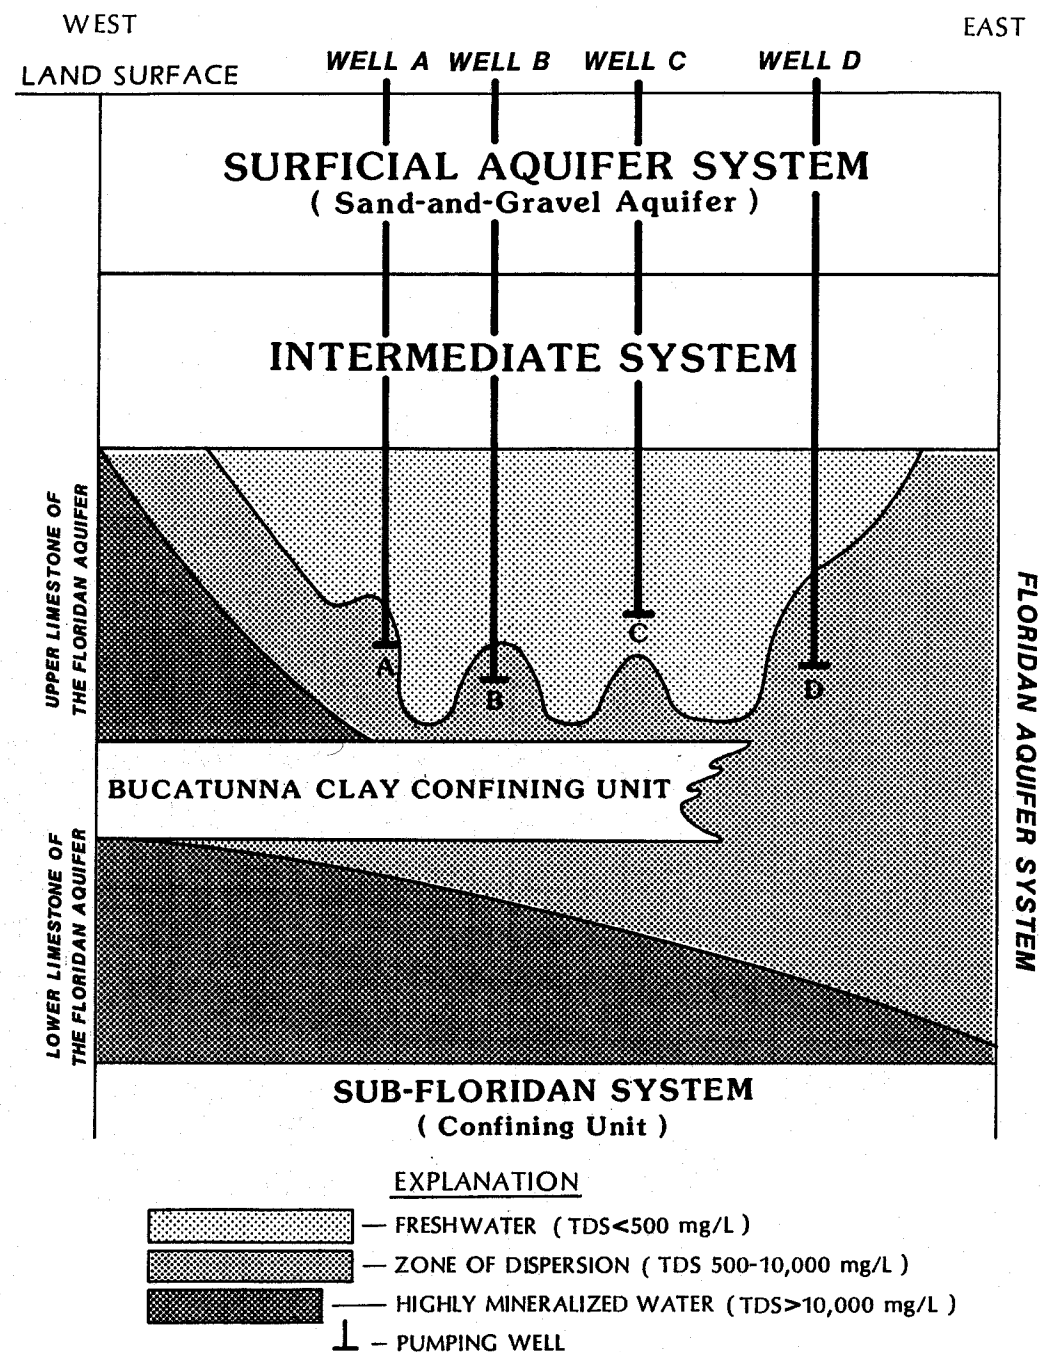 WEST
EAST
LAND SURFACE
WELL A WELL B WELL C WELL D
SURFICIAL AQUIFER SYSTEM
( Sand-and-Gravel Aquifer )
INTERMEDIATE SYSTEM
UPPER LIMESTONE OF
THE FLORIDAN AQUIFER
A
B
C
D
BUCATUNNA CLAY CONFINING UNIT
LOWER LIMESTONE OF
THE FLORIDAN AQUIFER
FLORIDAN AQUIFER SYSTEM
SUB-FLORIDAN SYSTEM
( Confining Unit )
EXPLANATION
— FRESHWATER ( TDS<500 mg/L )
— ZONE OF DISPERSION ( TDS 500-10,000 mg/L )
— HIGHLY MINERALIZED WATER (TDS>10,000 mg/L )
– PUMPING WELL